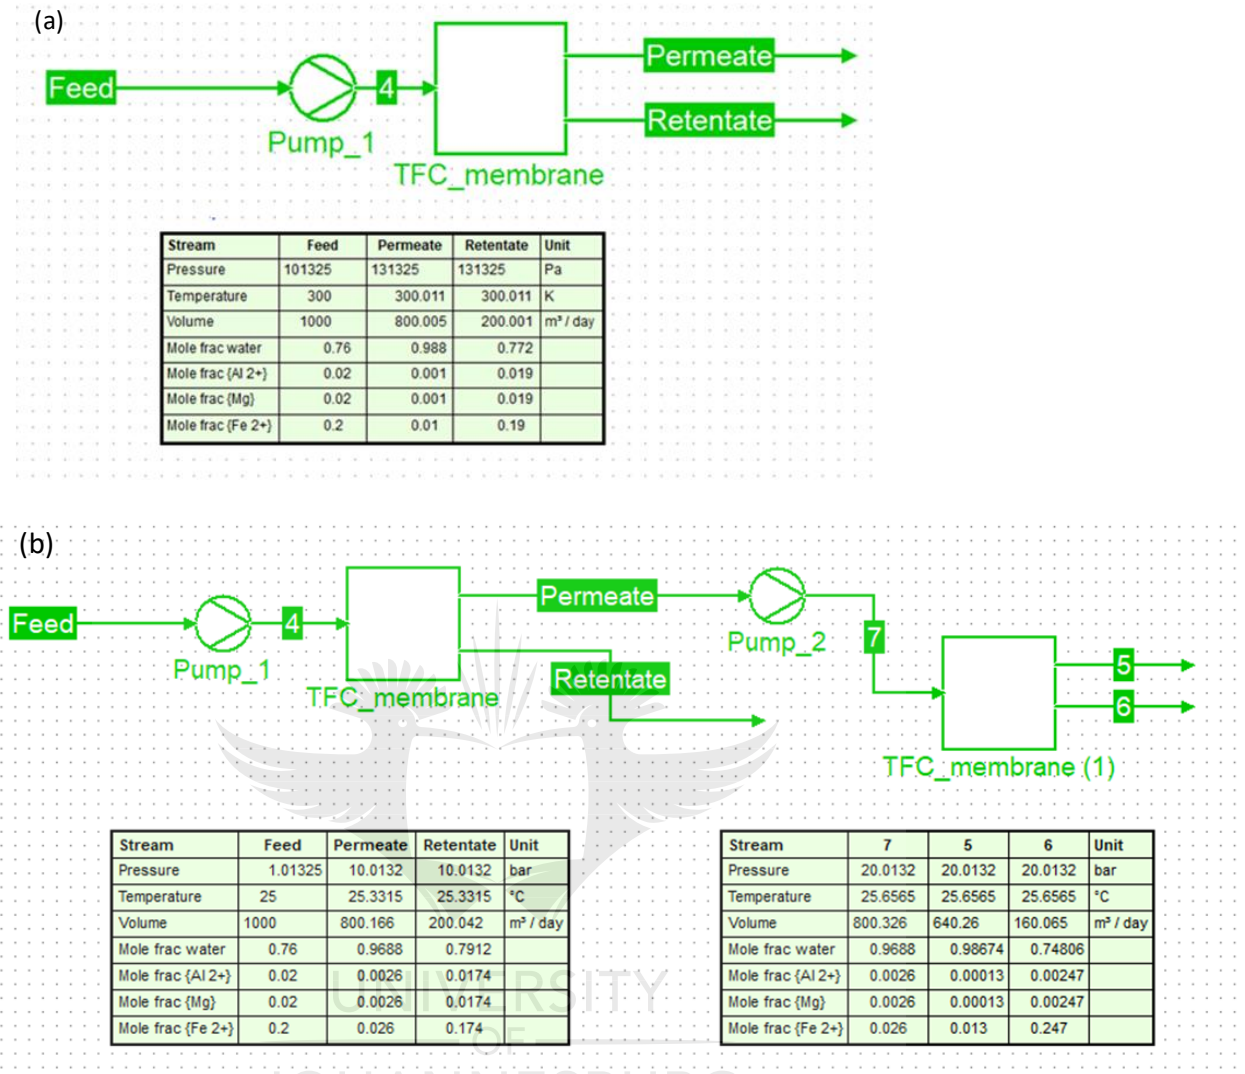 (a)
Feed
4
Permeate
Retentate
Pump_1
TFC_membrane
Stream Feed Permeate Retentate Unit
Pressure 101325 131325 131325 Pa
Temperature 300 300.011 300.011 K
Volume 1000 800.005 200.001 m³ / day
Mole frac water 0.76 0.988 0.772
Mole frac {Al 2+} 0.02 0.001 0.019
Mole frac {Mg} 0.02 0.001 0.019
Mole frac {Fe 2+} 0.2 0.01 0.19
(b)
Feed
4
Permeate
7
Pump_1
Retentate
Pump_2
TFC_membrane
5
6
TFC_membrane (1)
Stream Feed Permeate Retentate Unit
Pressure 1.01325 10.0132 10.0132 bar
Temperature 25 25.3315 25.3315 °C
Volume 1000 800.166 200.042 m³ / day
Mole frac water 0.76 0.9688 0.7912
Mole frac {Al 2+} 0.02 0.0026 0.0174
Mole frac {Mg} 0.02 0.0026 0.0174
Mole frac {Fe 2+} 0.2 0.026 0.174
Stream 7 5 6 Unit
Pressure 20.0132 20.0132 20.0132 bar
Temperature 25.6565 25.6565 25.6565 °C
Volume 800.326 640.26 160.065 m³ / day
Mole frac water 0.9688 0.98674 0.74806
Mole frac {Al 2+} 0.0026 0.00013 0.00247
Mole frac {Mg} 0.0026 0.00013 0.00247
Mole frac {Fe 2+} 0.026 0.013 0.247
UNIVERSITY
OF